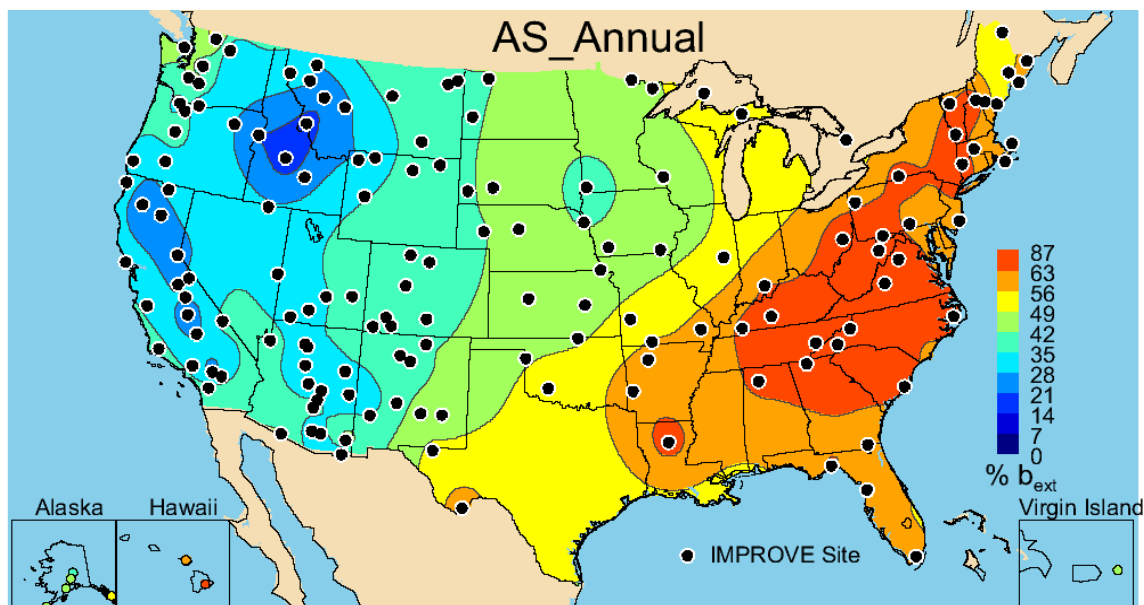 AS_Annual
87
63
56
49
42
35
28
21
14
7
0
% bext
Alaska
Hawaii
Virgin Island
IMPROVE Site